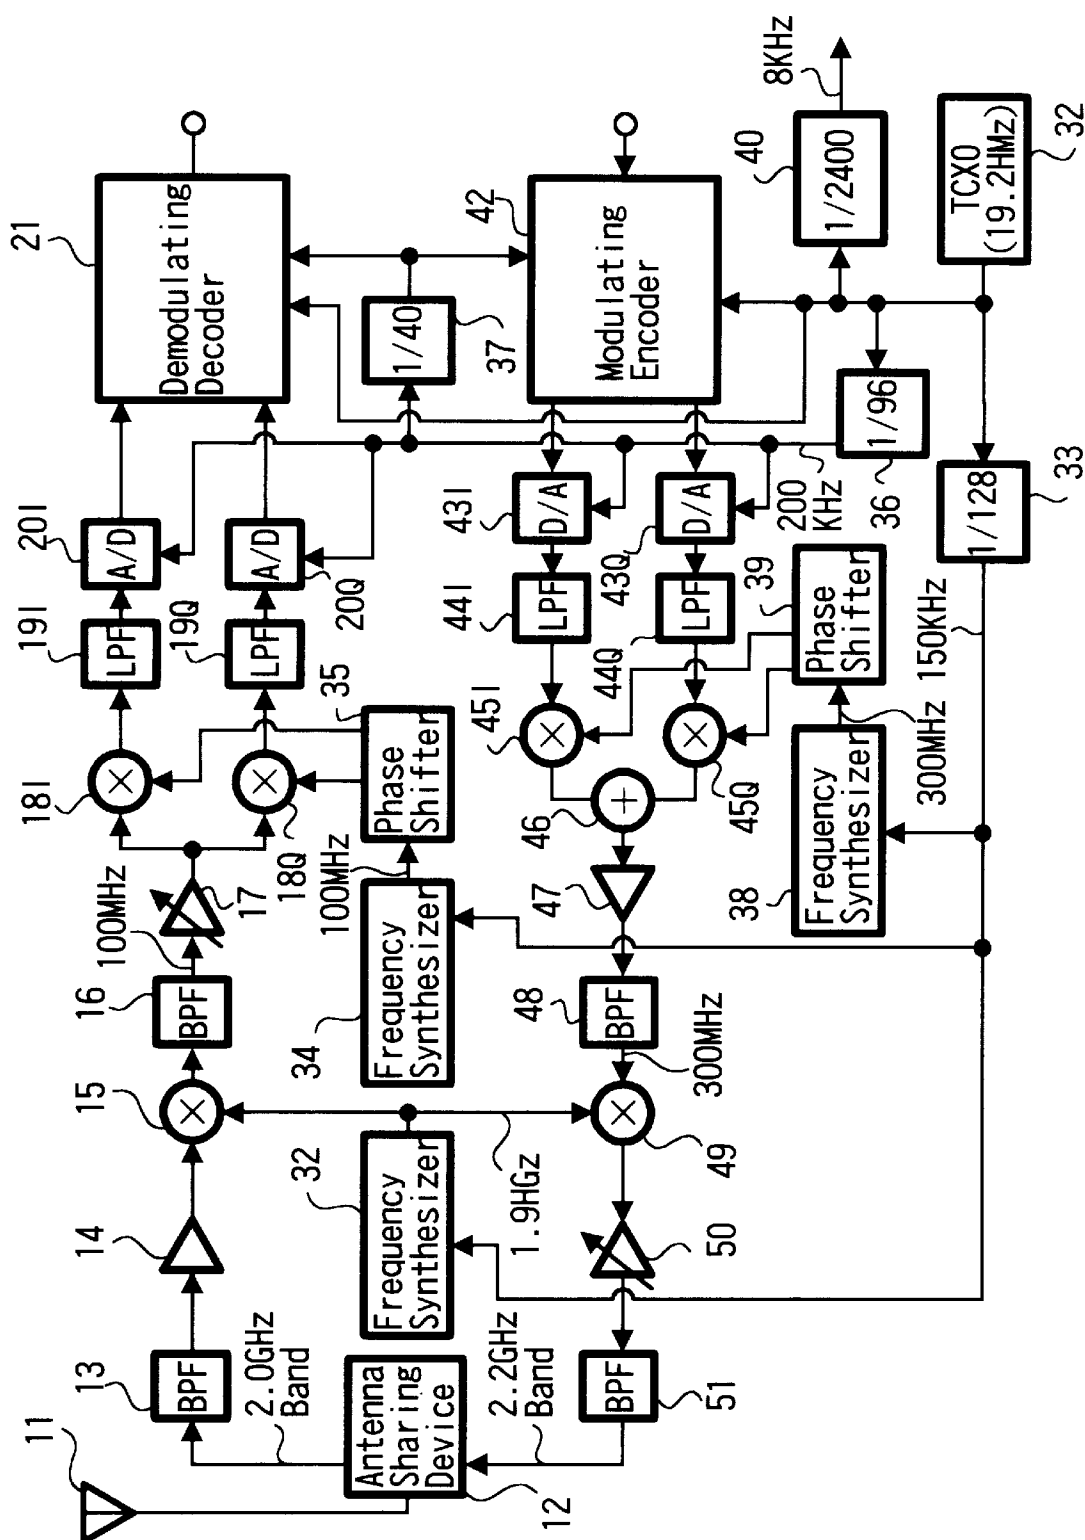 11
13
BPF
14
15
16
BPF
100MHz
17
18I
18Q
19I
LPF
19Q
LPF
20I
A/D
20Q
A/D
21
Demodulating
Decoder
2.0GHz
Band
Antenna
Sharing
Device
12
2.2GHz
Band
32
Frequency
Synthesizer
1.9HGz
34
Frequency
Synthesizer
100MHz
35
Phase
Shifter
1/40
37
51
BPF
50
49
300MHz
48
BPF
47
46
45I
45Q
44I
LPF
44Q
LPF
43I
D/A
43Q
D/A
42
Modulating
Encoder
38
Frequency
Synthesizer
300MHz
39
Phase
Shifter
200
KHz
1/96
36
40
1/2400
8KHz
150KHz
1/128
33
TCXO
(19.2HMz)
32